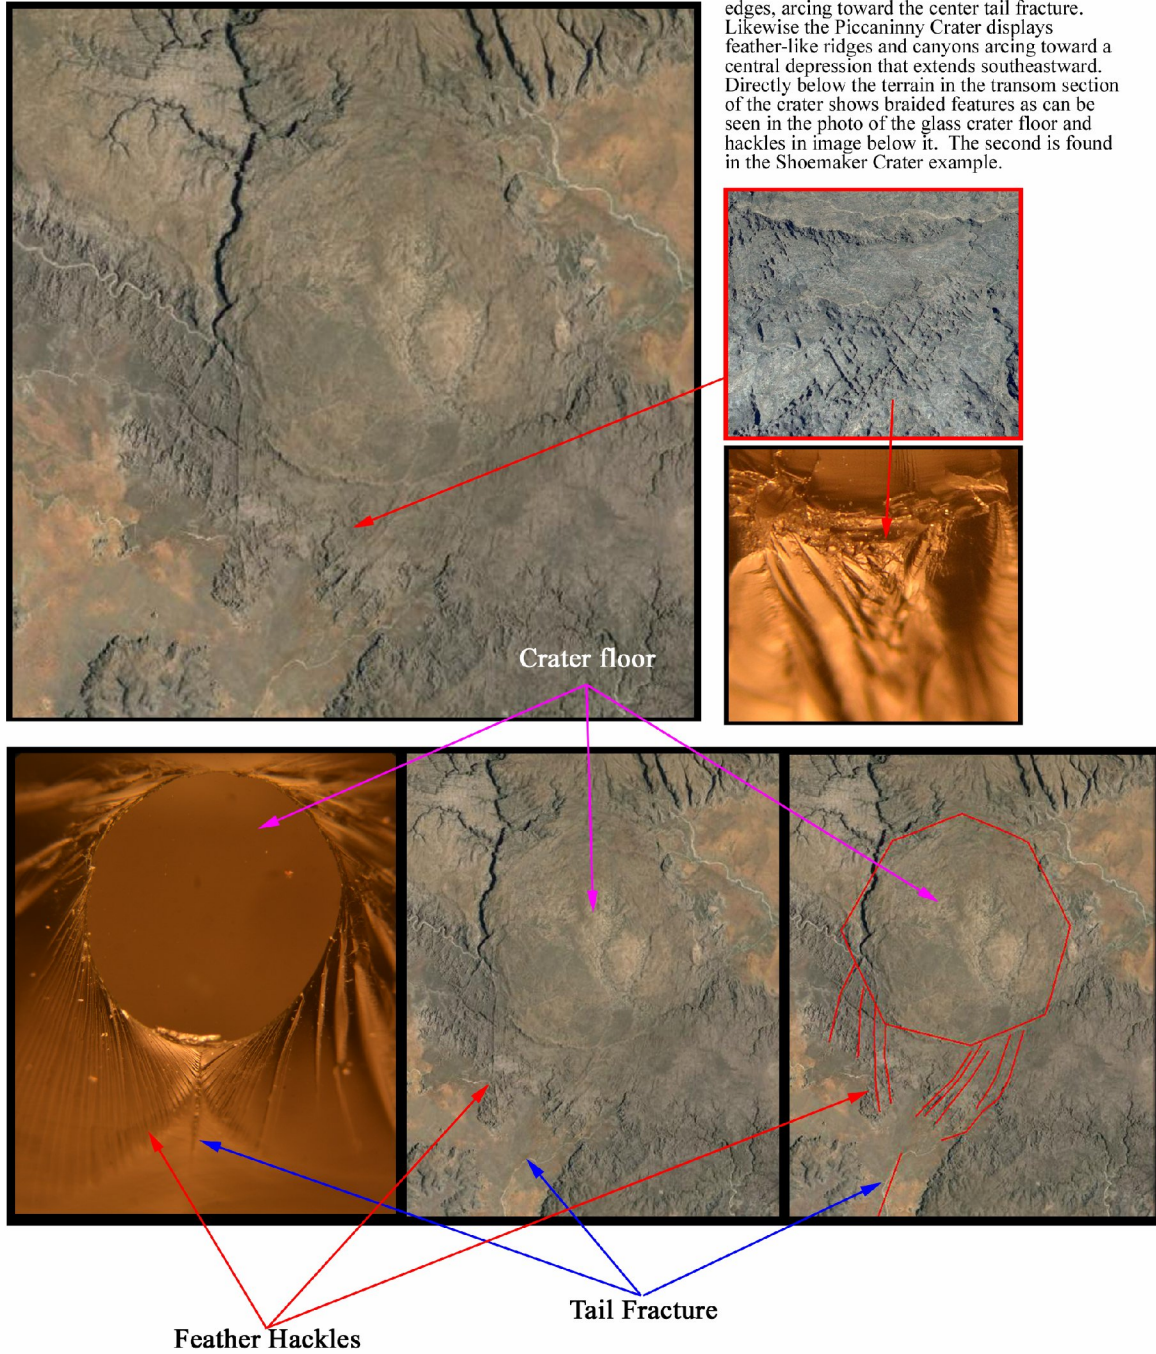 edges, arcing toward the center tail fracture.
Likewise the Piccaninny Crater displays
feather-like ridges and canyons arcing toward a
central depression that extends southeastward.
Directly below the terrain in the transom section
of the crater shows braided features as can be
seen in the photo of the glass crater floor and
hackles in image below it.  The second is found
in the Shoemaker Crater example.
Crater floor
Tail Fracture
Feather Hackles